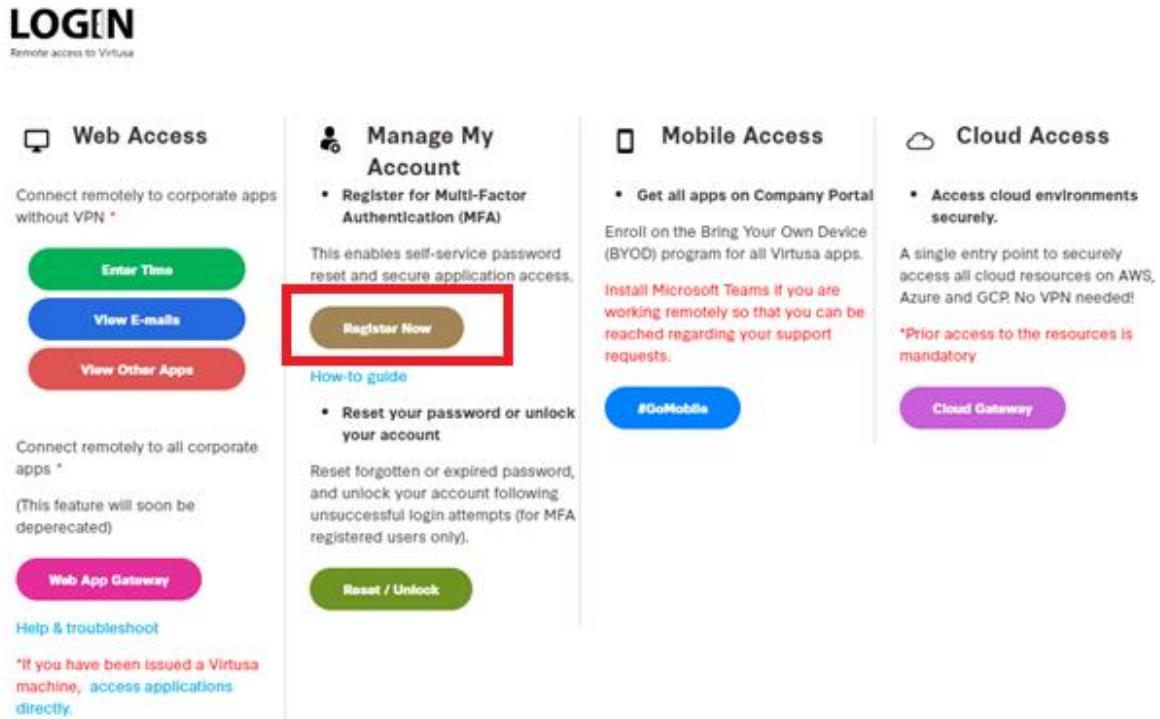 LOGIN
Remote access to Virtusa
Web Access
Connect remotely to corporate apps
without VPN *
Enter Time
View E-mails
View Other Apps
Connect remotely to all corporate
apps *
(This feature will soon be
deperecated)
Web App Gateway
Help & troubleshoot
*If you have been issued a Virtusa
machine, access applications
directly.
Manage My
Account
• Register for Multi-Factor
Authentication (MFA)
This enables self-service password
reset and secure application access.
Register Now
How-to guide
• Reset your password or unlock
your account
Reset forgotten or expired password,
and unlock your account following
unsuccessful login attempts (for MFA
registered users only).
Reset / Unlock
Mobile Access
• Get all apps on Company Portal
Enroll on the Bring Your Own Device
(BYOD) program for all Virtusa apps.
Install Microsoft Teams if you are
working remotely so that you can be
reached regarding your support
requests.
#GoMobile
Cloud Access
• Access cloud environments
securely.
A single entry point to securely
access all cloud resources on AWS,
Azure and GCP. No VPN needed!
*Prior access to the resources is
mandatory
Cloud Gateway